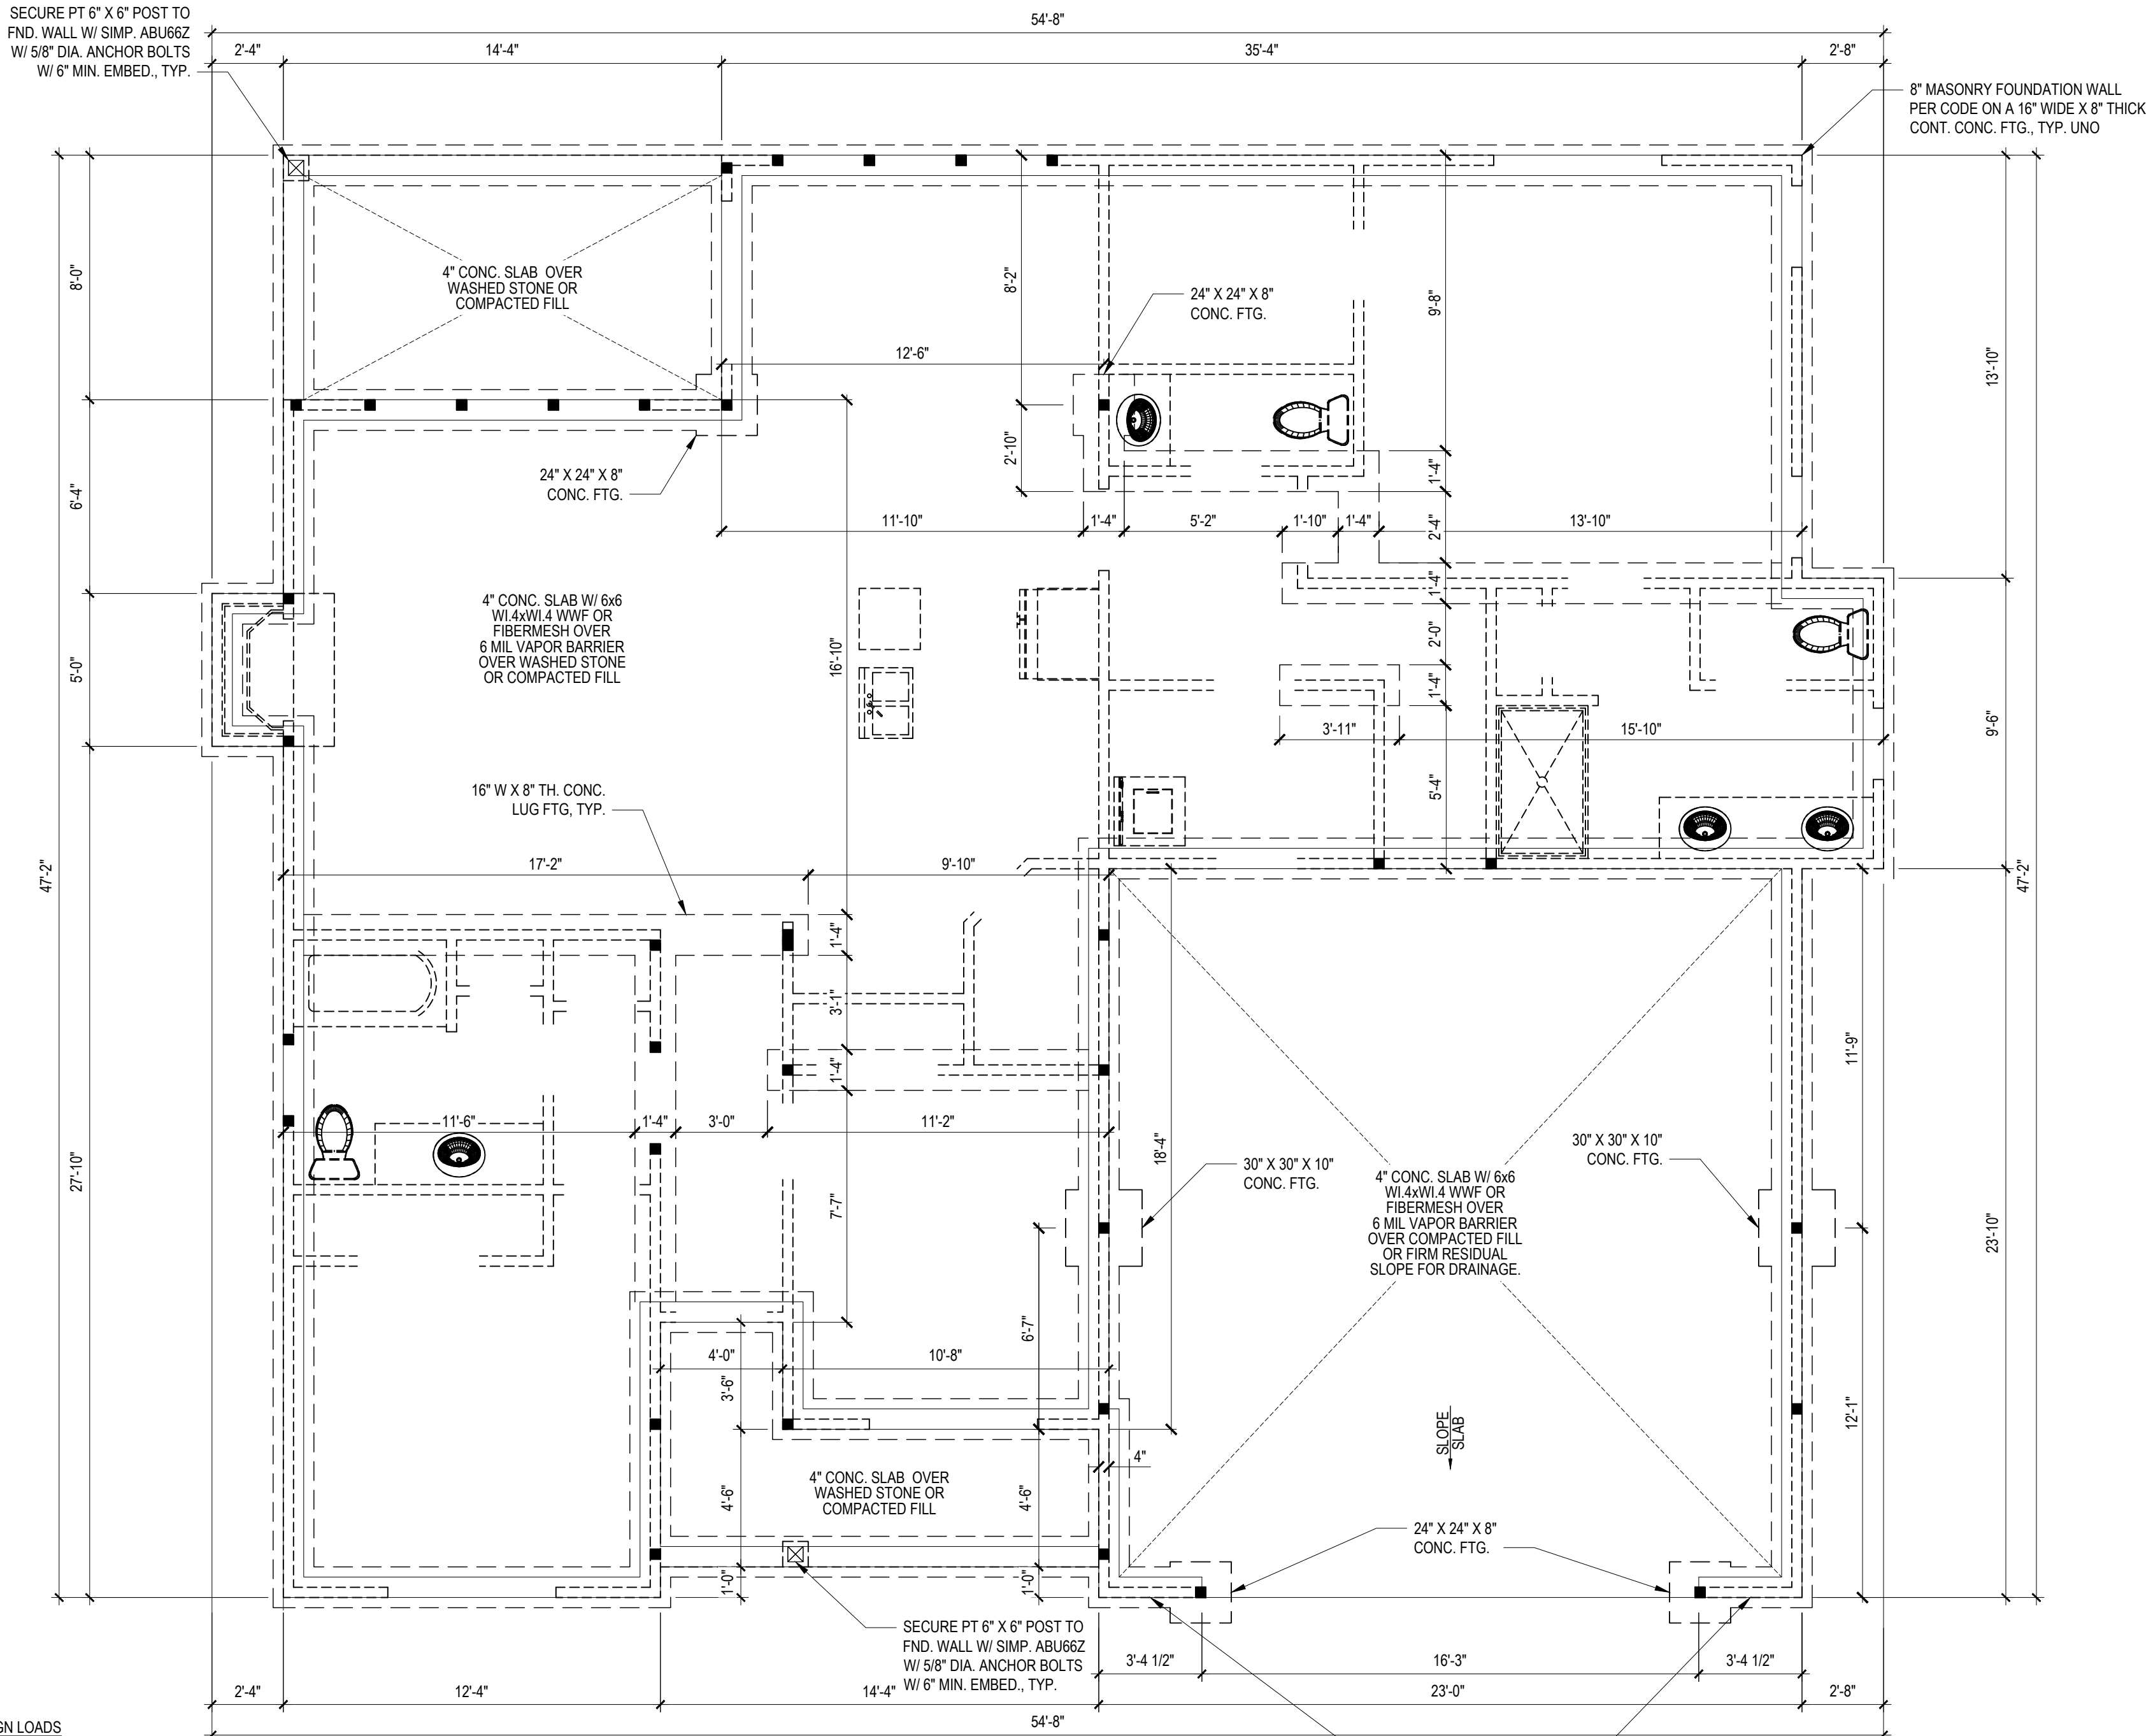 SECURE PT 6" X 6" POST TO
FND. WALL W/ SIMP. ABU66Z
W/ 5/8" DIA. ANCHOR BOLTS
W/ 6" MIN. EMBED., TYP.
54'-8"
2'-4"
14'-4"
35'-4"
2'-8"
8" MASONRY FOUNDATION WALL
PER CODE ON A 16" WIDE X 8" THICK
CONT. CONC. FTG., TYP. UNO
8'-0"
4" CONC. SLAB OVER
WASHED STONE OR
COMPACTED FILL
8'-2"
24" X 24" X 8"
CONC. FTG.
9'-8"
13'-10"
12'-6"
2'-10"
6'-4"
24" X 24" X 8"
CONC. FTG.
1'-4"
11'-10"
1'-4"
5'-2"
1'-10"
1'-4"
2'-4"
13'-10"
1'-4"
4" CONC. SLAB W/ 6x6
WI.4xWI.4 WWF OR
FIBERMESH OVER
6 MIL VAPOR BARRIER
OVER WASHED STONE
OR COMPACTED FILL
16'-10"
2'-0"
5'-0"
1'-4"
3'-11"
15'-10"
9'-6"
16" W X 8" TH. CONC.
LUG FTG, TYP.
5'-4"
47'-2"
17'-2"
9'-10"
47'-2"
1'-4"
3'-1"
11'-9"
1'-4"
11'-6"
1'-4"
3'-0"
11'-2"
18'-4"
27'-10"
30" X 30" X 10"
CONC. FTG.
30" X 30" X 10"
CONC. FTG.
4" CONC. SLAB W/ 6x6
WI.4xWI.4 WWF OR
FIBERMESH OVER
6 MIL VAPOR BARRIER
OVER COMPACTED FILL
OR FIRM RESIDUAL
SLOPE FOR DRAINAGE.
7'-7"
23'-10"
6'-7"
4'-0"
10'-8"
3'-6"
12'-1"
SLOPE
SLAB
4"
4" CONC. SLAB OVER
WASHED STONE OR
COMPACTED FILL
4'-6"
4'-6"
24" X 24" X 8"
CONC. FTG.
1'-0"
1'-0"
SECURE PT 6" X 6" POST TO
FND. WALL W/ SIMP. ABU66Z
W/ 5/8" DIA. ANCHOR BOLTS
W/ 6" MIN. EMBED., TYP.
3'-4 1/2"
16'-3"
3'-4 1/2"
2'-4"
12'-4"
14'-4"
23'-0"
2'-8"
54'-8"
GN LOADS